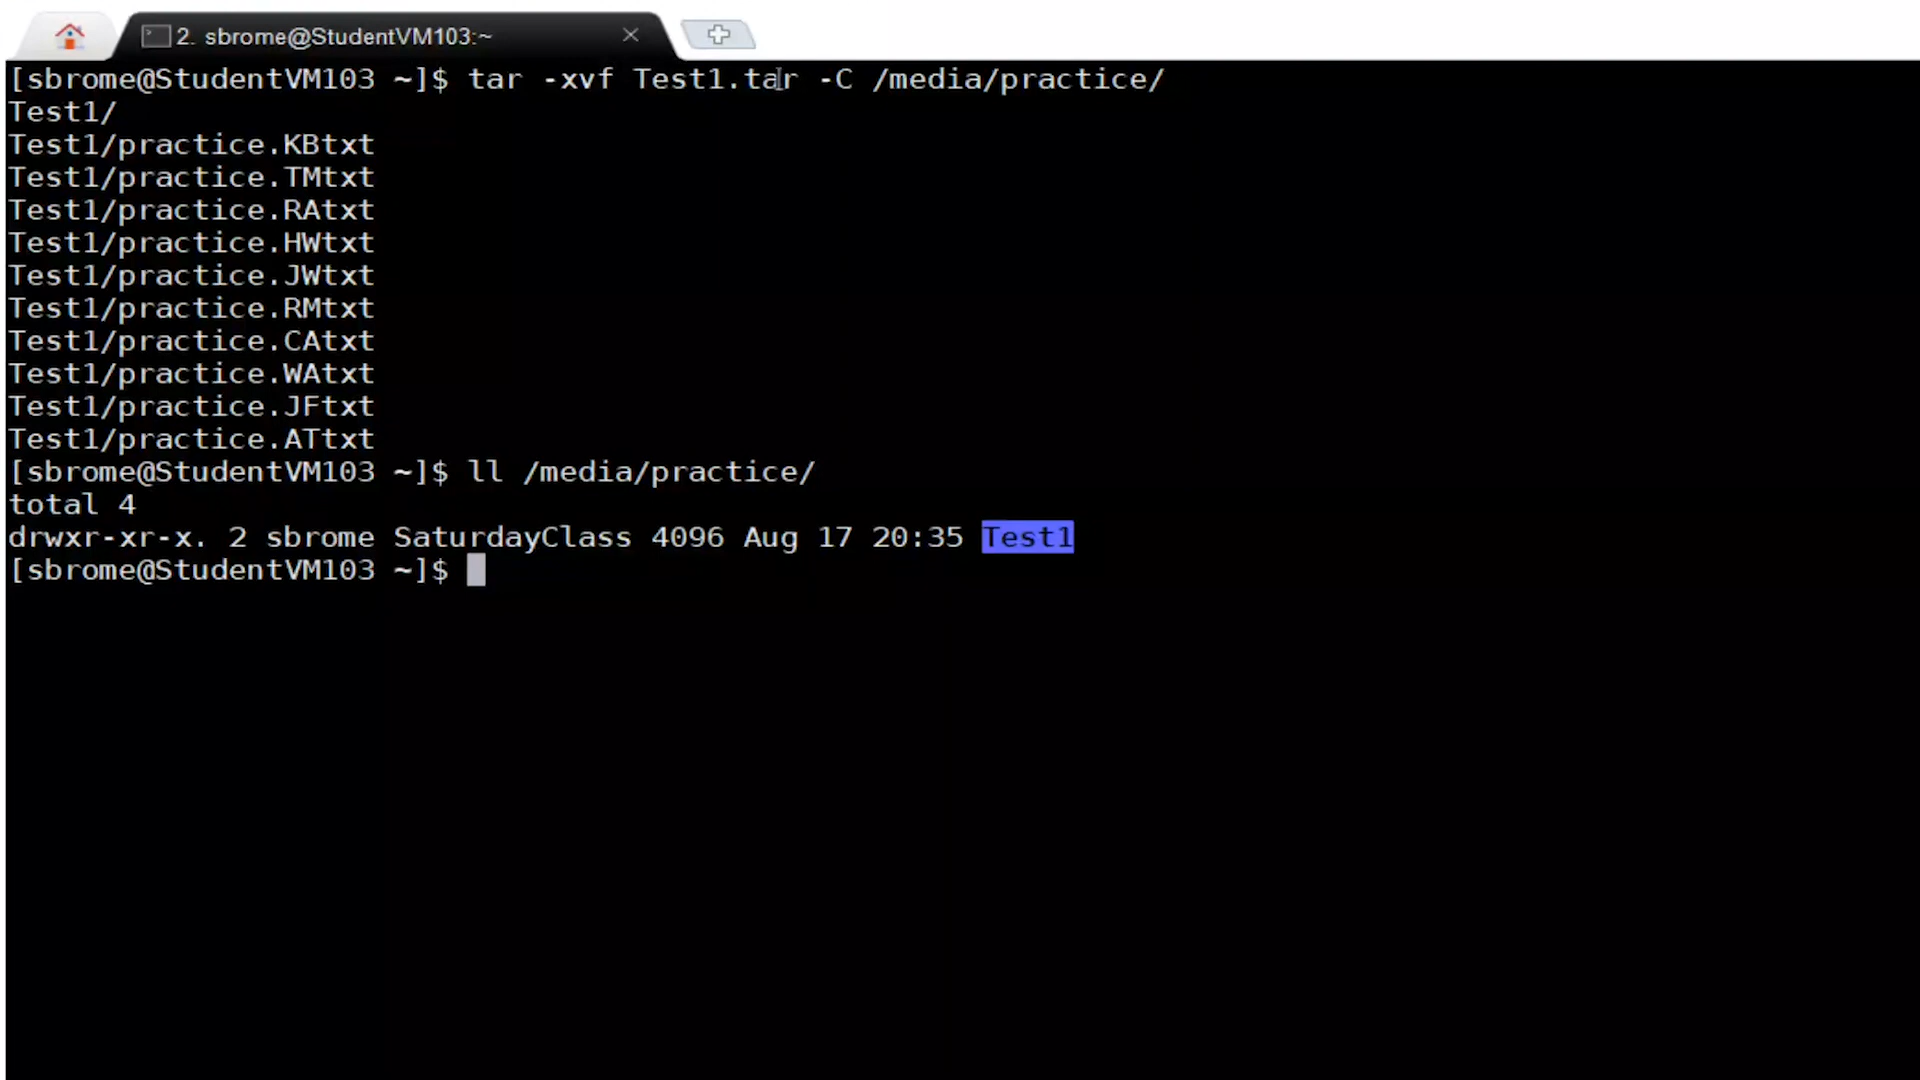 2. sbrome@StudentVM103:~
[sbrome@StudentVM103 ~]$ tar -xvf Test1.tar -C /media/practice/
Test1/
Test1/practice.KBtxt
Test1/practice.TMtxt
Test1/practice.RAtxt
Test1/practice.HWtxt
Test1/practice.JWtxt
Test1/practice.RMtxt
Test1/practice.CAtxt
Test1/practice.WAtxt
Test1/practice.JFtxt
Test1/practice.ATtxt
[sbrome@StudentVM103 ~]$ ll /media/practice/
total 4
drwxr-xr-x. 2 sbrome SaturdayClass 4096 Aug 17 20:35 Test1
[sbrome@StudentVM103 ~]$